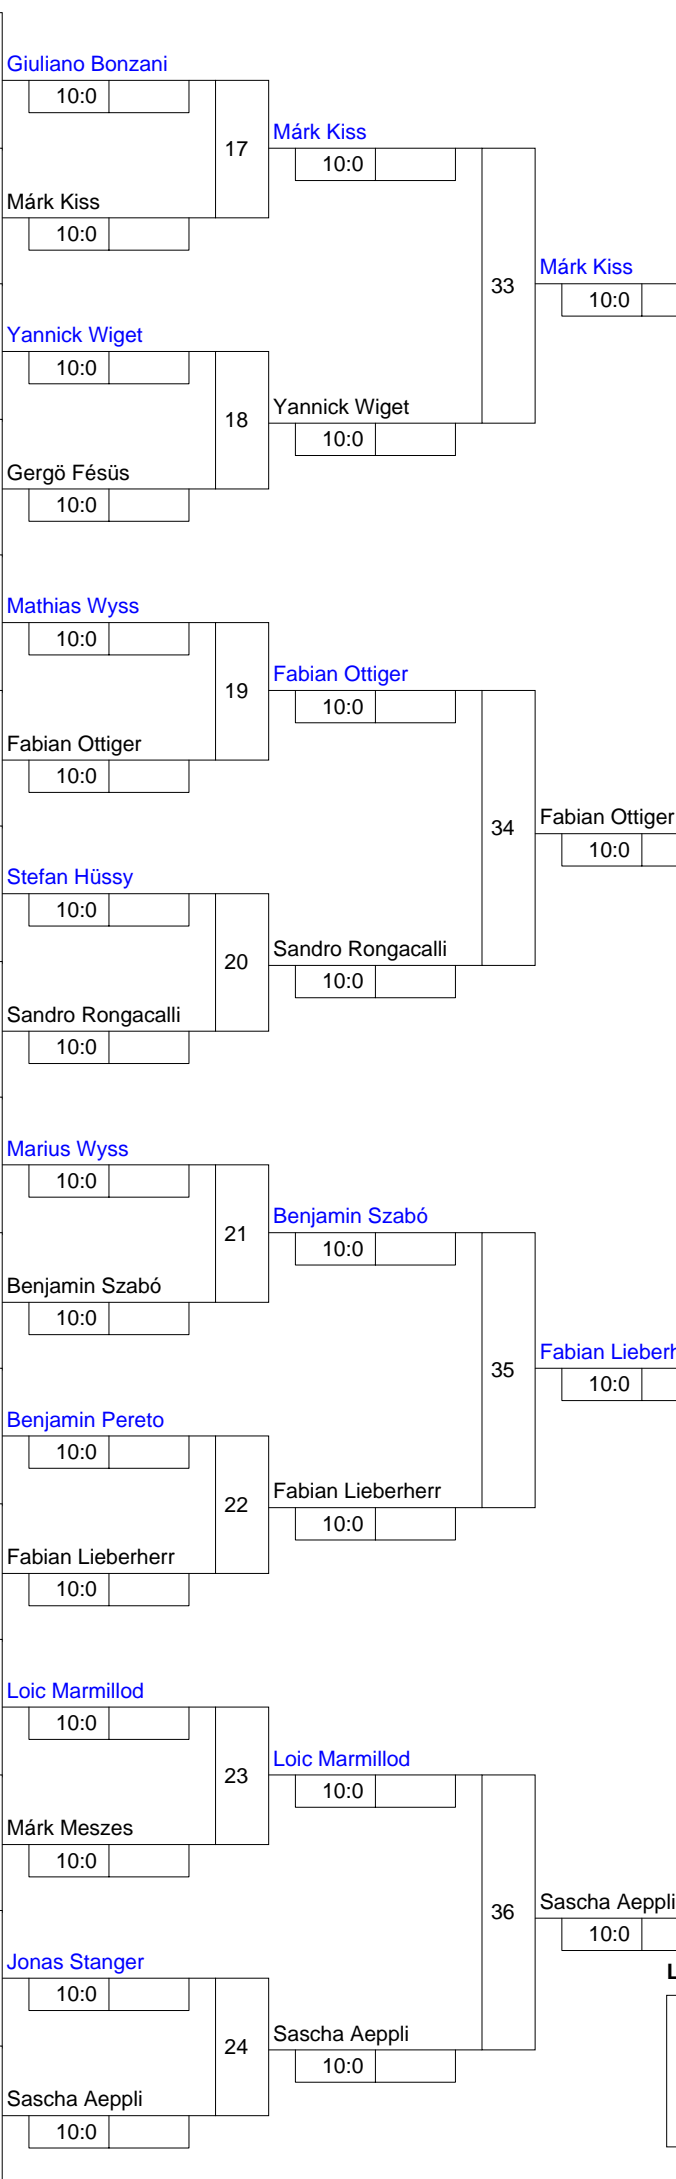 Giuliano Bonzani
10:0
17
Márk Kiss
10:0
Márk Kiss
10:0
33
Márk Kiss
10:0
Yannick Wiget
10:0
18
Yannick Wiget
10:0
Gergö Fésüs
10:0
Mathias Wyss
10:0
19
Fabian Ottiger
10:0
Fabian Ottiger
10:0
34
Fabian Ottiger
10:0
Stefan Hüssy
10:0
20
Sandro Rongacalli
10:0
Sandro Rongacalli
10:0
Marius Wyss
10:0
21
Benjamin Szabó
10:0
Benjamin Szabó
10:0
35
Fabian Lieber
10:0
Benjamin Pereto
10:0
22
Fabian Lieberherr
10:0
Fabian Lieberherr
10:0
Loic Marmillod
10:0
23
Loic Marmillod
10:0
Márk Meszes
10:0
36
Sascha Aeppli
10:0
Jonas Stanger
10:0
24
Sascha Aeppli
10:0
Sascha Aeppli
10:0